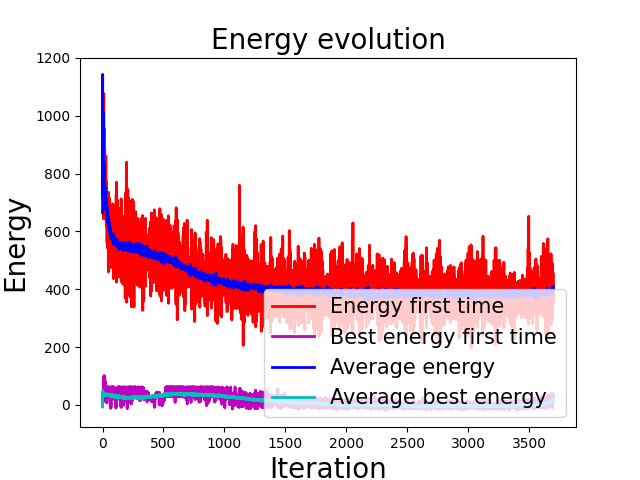 Energy evolution
1200
1000
800
600
400
200
0
Energy
Energy first time
Best energy first time
Average energy
Average best energy
0 500 1000 1500 2000 2500 3000 3500
Iteration